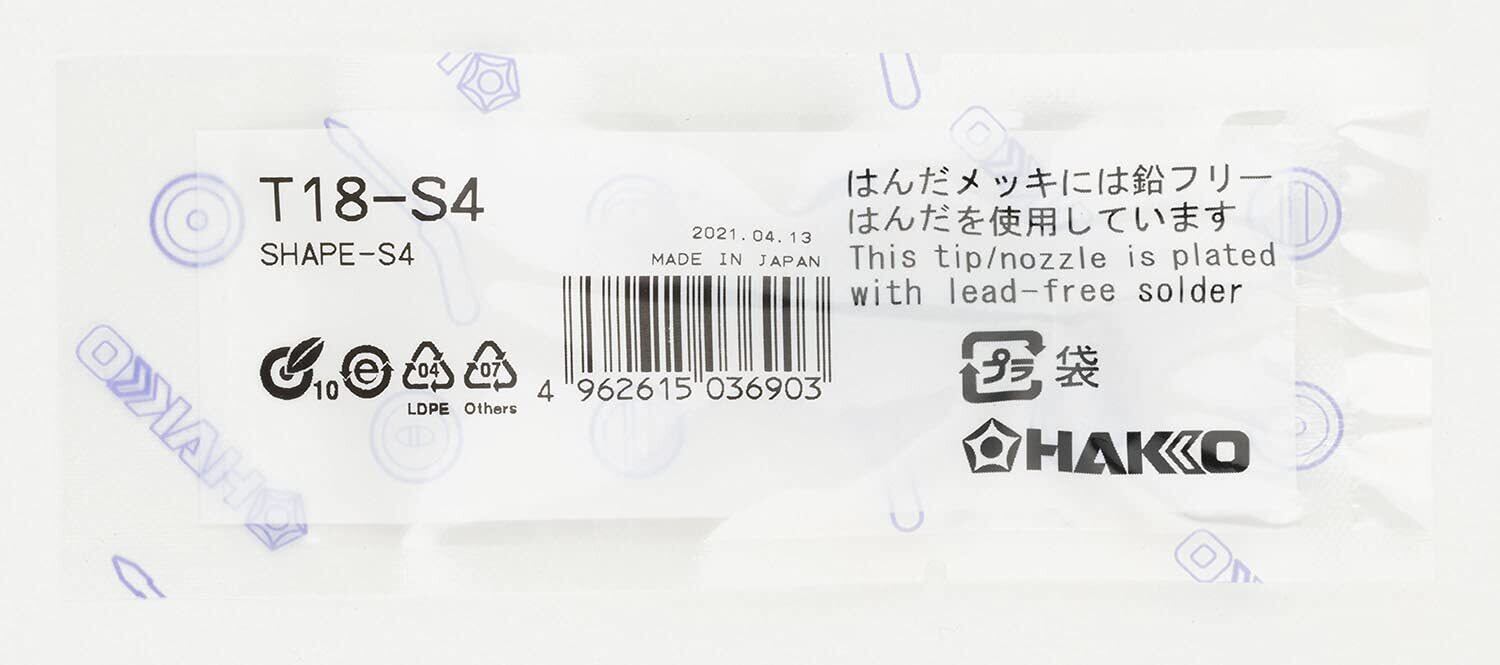 T18-S4
SHAPE-S4
10 e 04 07
LDPE Others
2021.04.13
MADE IN JAPAN
4 962615 036903
はんだメッキには鉛フリー
はんだを使用しています
This tip/nozzle is plated
with lead-free solder
プラ 袋
HAKKO
HAKKO